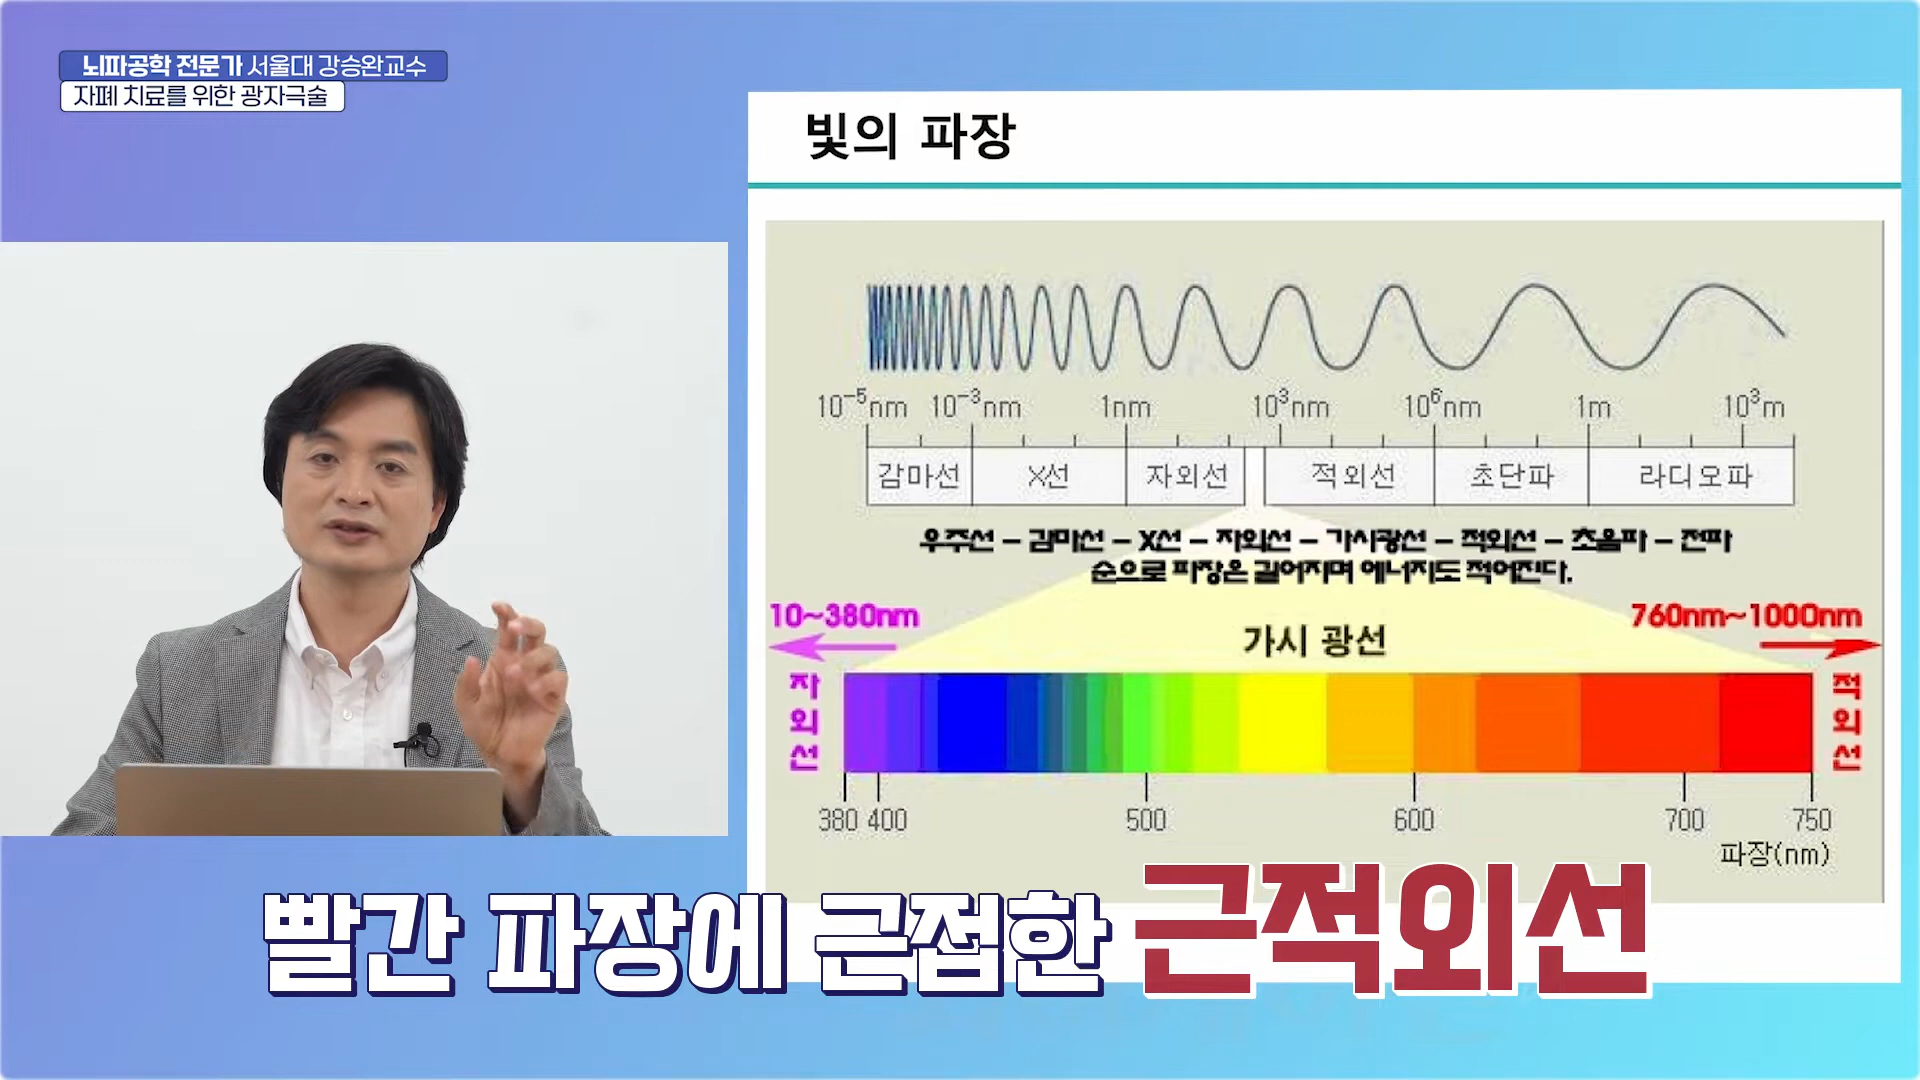 뇌파공학 전문가 서울대 강승완교수
자폐 치료를 위한 광자극술
빛의 파장
10⁻⁵nm 10⁻³nm 1nm 10³nm 10⁶nm 1m 10³m
감마선 X선 자외선 적외선 초단파 라디오파
우주선 – 감마선 – X선 – 자외선 – 가시광선 – 적외선 – 초음파 – 전파
순으로 파장은 길어지며 에너지도 적어진다.
10~380nm 760nm~1000nm
가시 광선
자외선 적외선
380 400 500 600 700 750
파장(nm)
빨간 파장에 근접한 근적외선